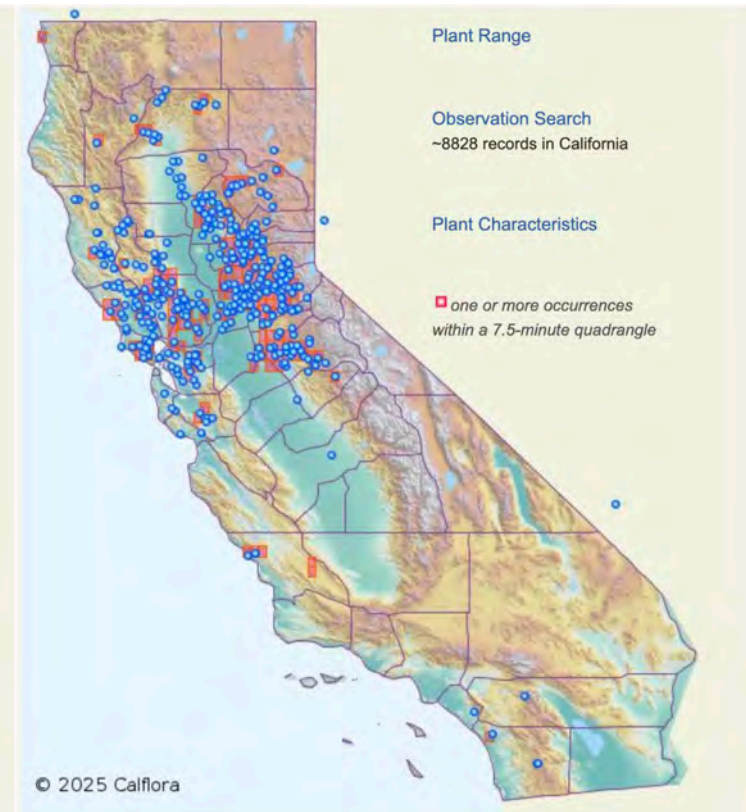 Plant Range
Observation Search
~8828 records in California
Plant Characteristics
one or more occurrences
within a 7.5-minute quadrangle
© 2025 Calflora